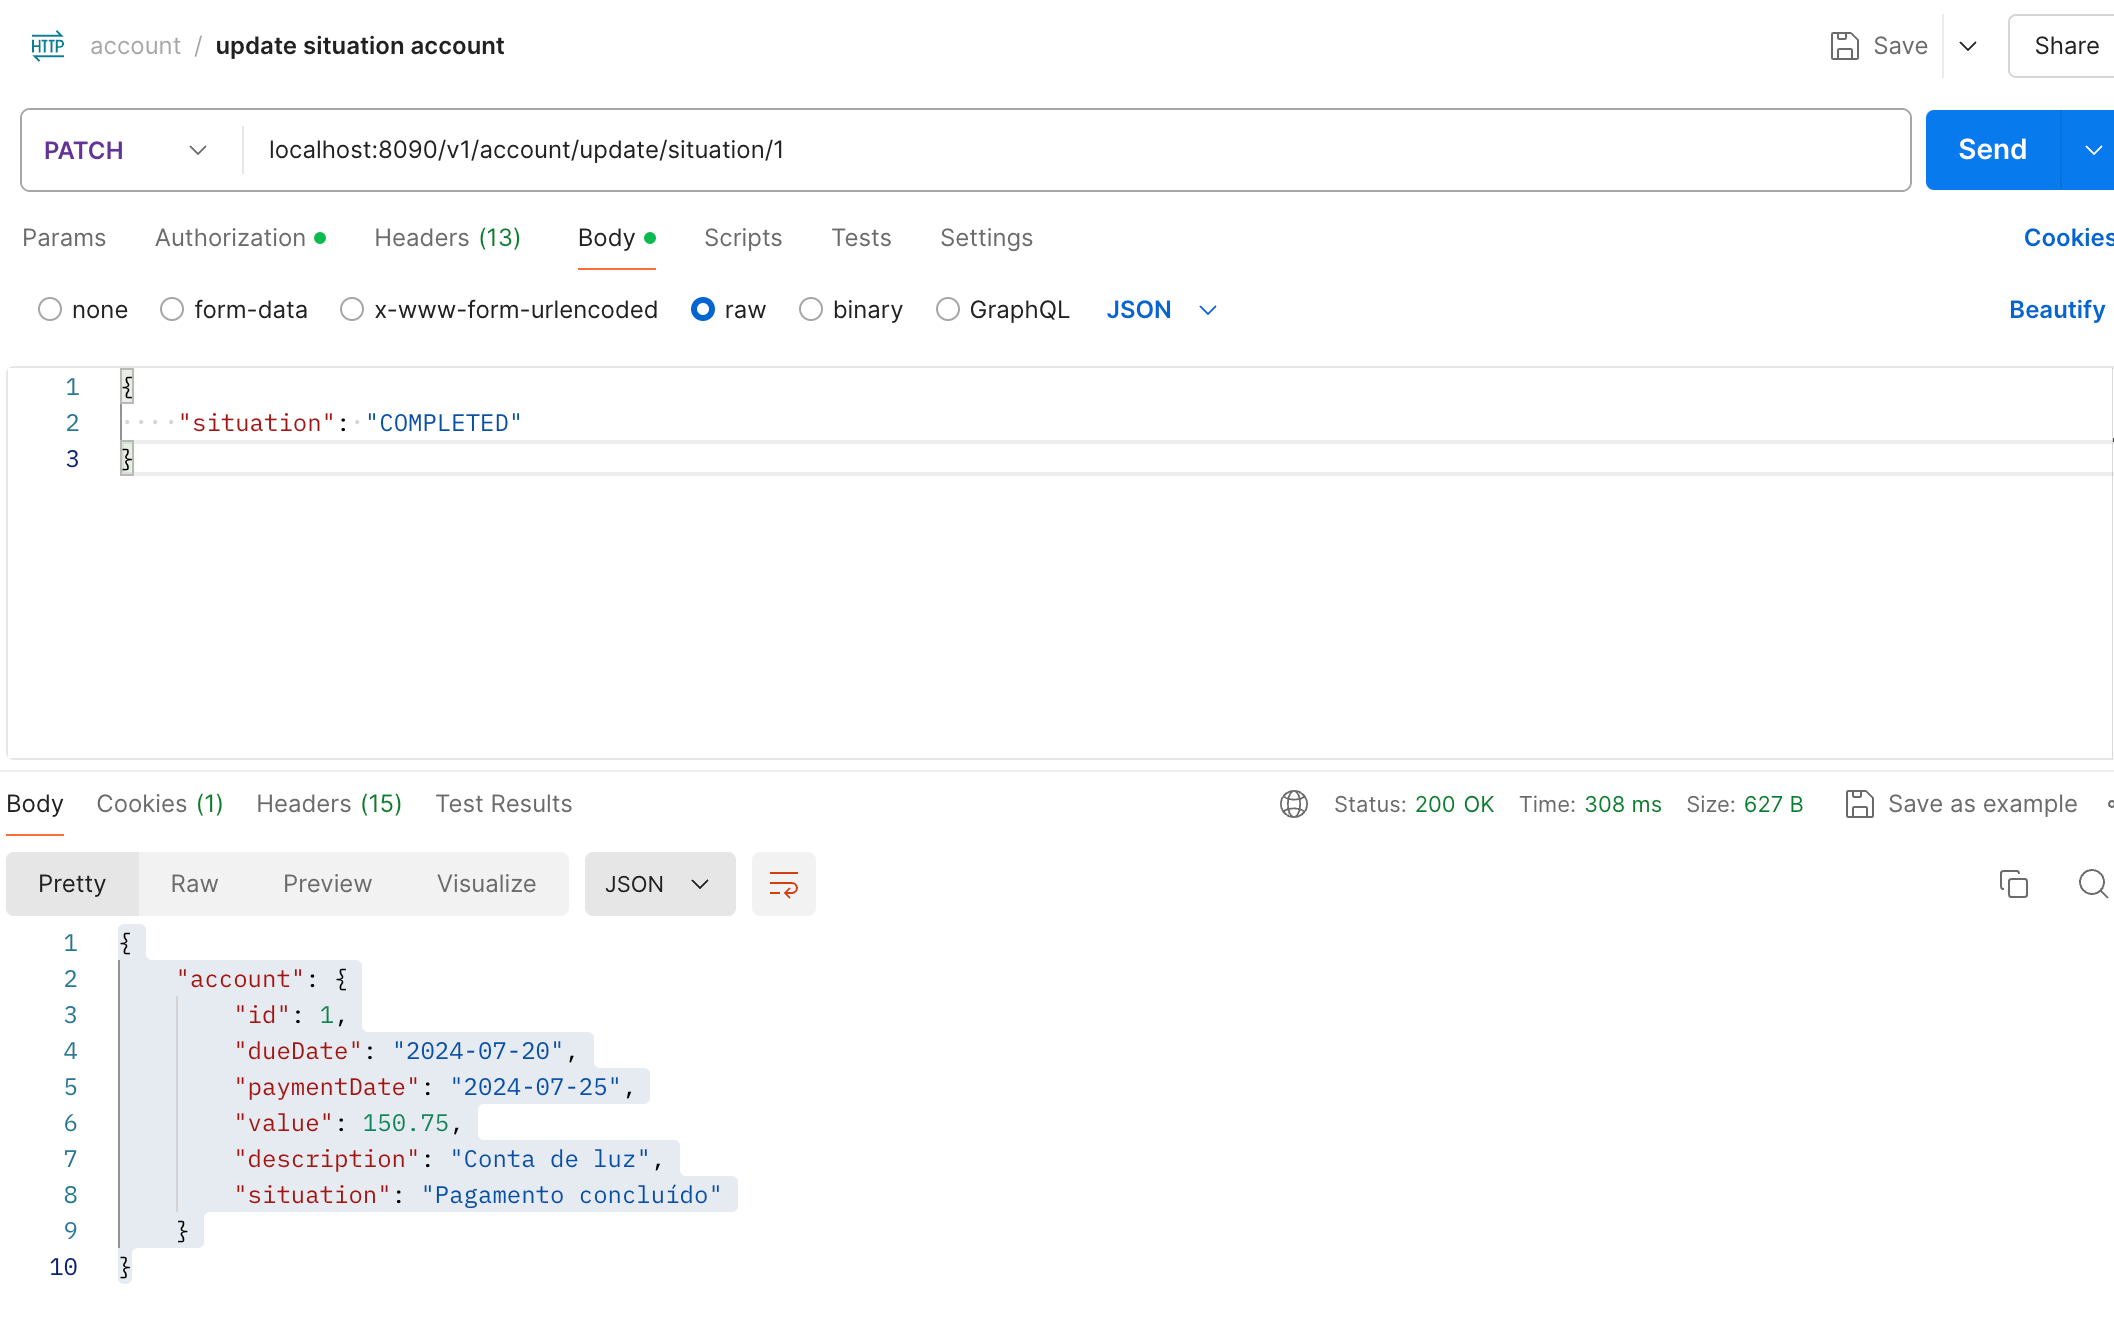 HTTP account / update situation account Save Share
PATCH localhost:8090/v1/account/update/situation/1 Send
Params Authorization Headers (13) Body Scripts Tests Settings Cookies
none form-data x-www-form-urlencoded raw binary GraphQL JSON Beautify
1 {
2 "situation": "COMPLETED"
3 }
Body Cookies (1) Headers (15) Test Results Status: 200 OK Time: 308 ms Size: 627 B Save as example
Pretty Raw Preview Visualize JSON
1 {
2 "account": {
3 "id": 1,
4 "dueDate": "2024-07-20",
5 "paymentDate": "2024-07-25",
6 "value": 150.75,
7 "description": "Conta de luz",
8 "situation": "Pagamento concluído"
9 }
10 }